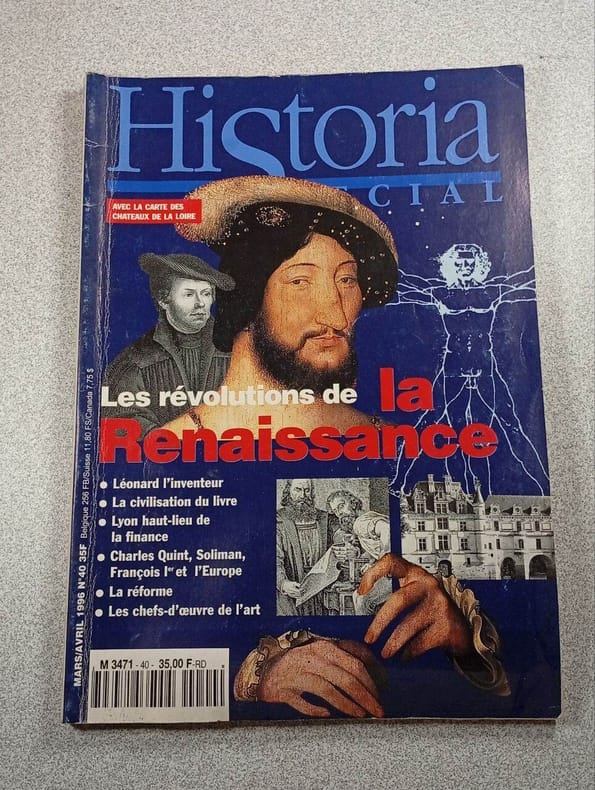 Historia
SPECIAL
AVEC LA CARTE DES
CHATEAUX DE LA LOIRE
Les révolutions de la
Renaissance
● Léonard l'inventeur
● La civilisation du livre
● Lyon haut-lieu de
la finance
● Charles Quint, Soliman,
François Ier et l'Europe
● La réforme
● Les chefs-d'œuvre de l'art
M 3471 - 40 - 35,00 F-RD
MARS/AVRIL 1996 N°40 35F Belgique 256 FB/Suisse 11,80 FS/Canada 7,75 $